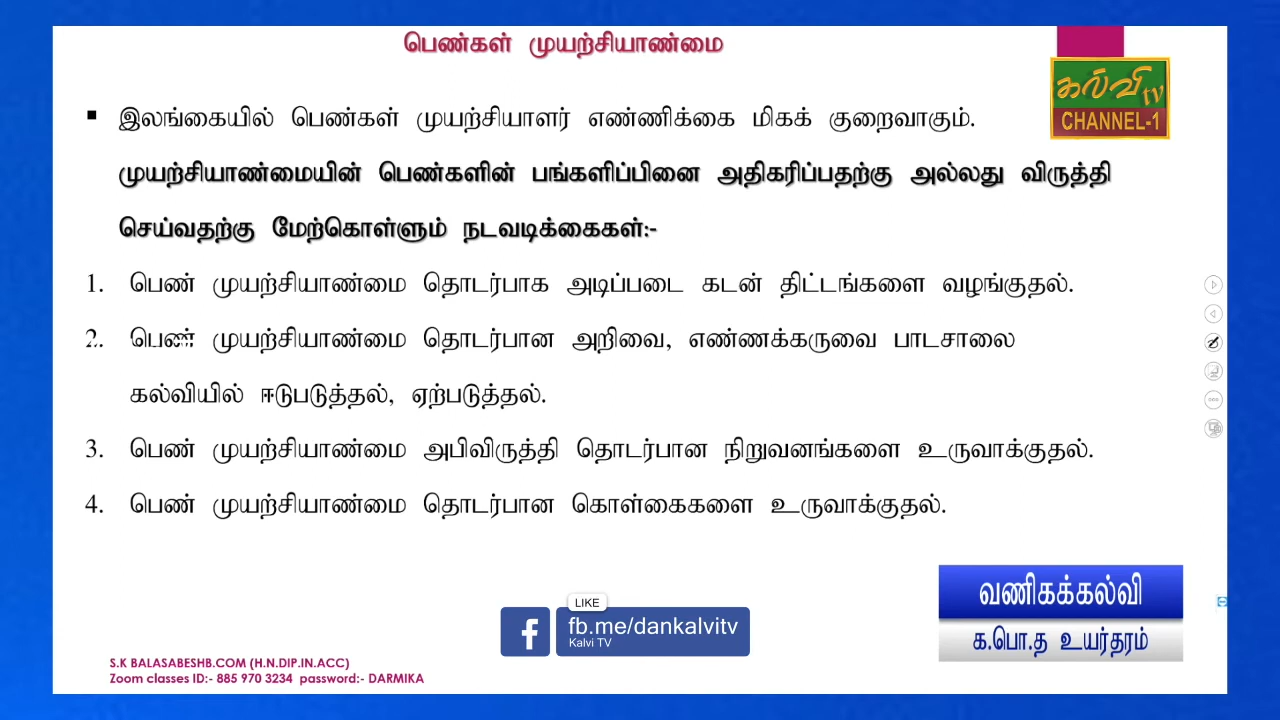 பெண்கள் முயற்சியாண்மை
கல்வி tv
CHANNEL-1
▪ இலங்கையில் பெண்கள் முயற்சியாளர் எண்ணிக்கை மிகக் குறைவாகும்.
முயற்சியாண்மையின் பெண்களின் பங்களிப்பினை அதிகரிப்பதற்கு அல்லது விருத்தி
செய்வதற்கு மேற்கொள்ளும் நடவடிக்கைகள்:-
1. பெண் முயற்சியாண்மை தொடர்பாக அடிப்படை கடன் திட்டங்களை வழங்குதல்.
2. பெண் முயற்சியாண்மை தொடர்பான அறிவை, எண்ணக்கருவை பாடசாலை
கல்வியில் ஈடுபடுத்தல், ஏற்படுத்தல்.
3. பெண் முயற்சியாண்மை அபிவிருத்தி தொடர்பான நிறுவனங்களை உருவாக்குதல்.
4. பெண் முயற்சியாண்மை தொடர்பான கொள்கைகளை உருவாக்குதல்.
வணிகக்கல்வி
க.பொ.த உயர்தரம்
LIKE
f fb.me/dankalvitv
Kalvi TV
S.K BALASABESHB.COM (H.N.DIP.IN.ACC)
Zoom classes ID:- 885 970 3234 password:- DARMIKA